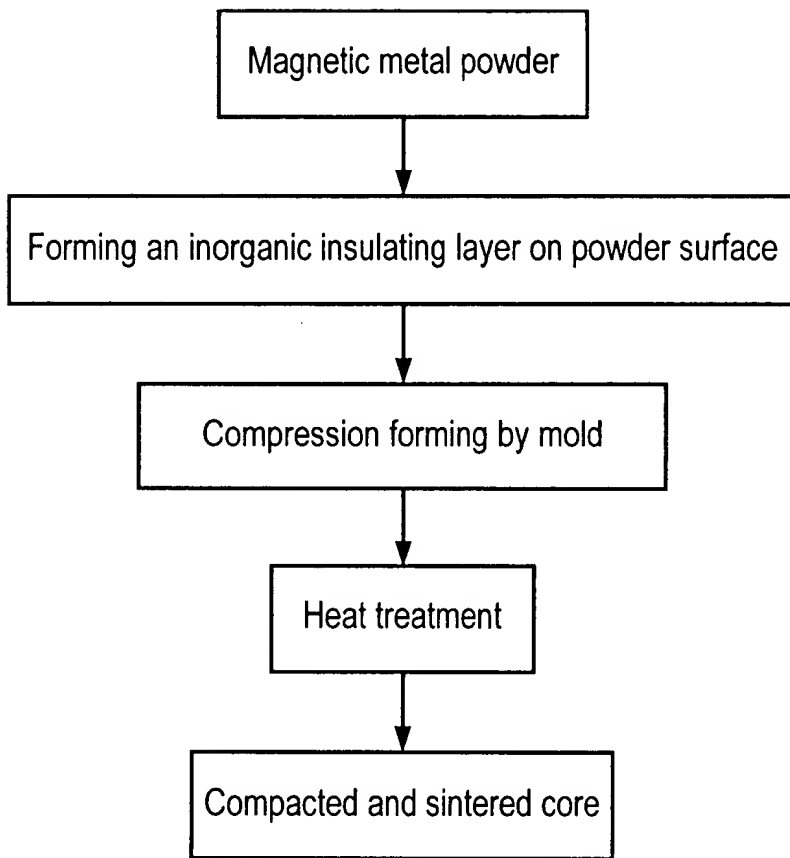 Magnetic metal powder
Forming an inorganic insulating layer on powder surface
Compression forming by mold
Heat treatment
Compacted and sintered core